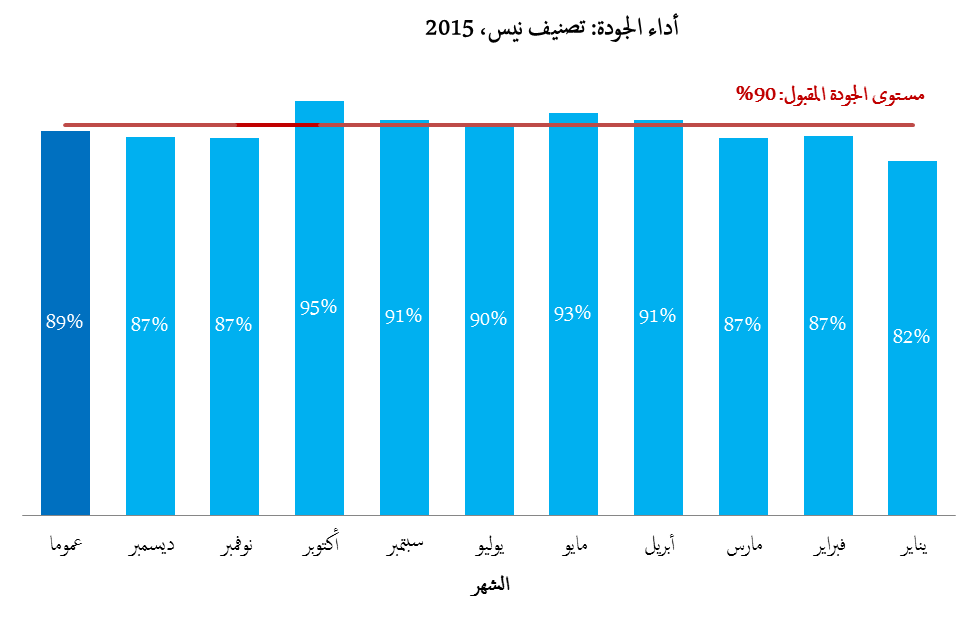 أداء الجودة: تصنيف نيس، 2015
مستوى الجودة المقبول: 90%
89% 87% 87% 95% 91% 90% 93% 91% 87% 87% 82%
يناير فبراير مارس أبريل مايو يوليو سبتمبر أكتوبر نوفمبر ديسمبر عموما
الشهر